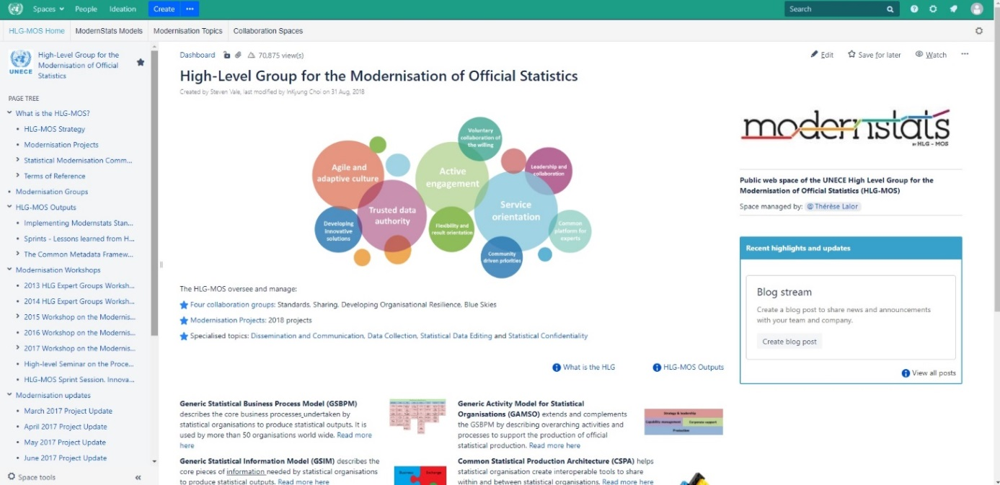 Spaces People Ideation Create ••• Search
HLG-MOS Home ModernStats Models Modernisation Topics Collaboration Spaces
UNECE
High-Level Group for the
Modernisation of Official
Statistics
PAGE TREE
What is the HLG-MOS?
HLG-MOS Strategy
Modernisation Projects
Statistical Modernisation Comm...
Terms of Reference
Modernisation Groups
HLG-MOS Outputs
Implementing Modernstats Stan...
Sprints - Lessons learned from H...
The Common Metadata Framew...
Modernisation Workshops
2013 HLG Expert Groups Worksh...
2014 HLG Expert Groups Worksh...
2015 Workshop on the Modernis...
2016 Workshop on the Modernis...
2017 Workshop on the Modernis...
High-level Seminar on the Proce...
HLG-MOS Sprint Session. Innova...
Modernisation updates
March 2017 Project Update
April 2017 Project Update
May 2017 Project Update
June 2017 Project Update
Space tools «
Dashboard 70,875 view(s)
Edit Save for later Watch •••
High-Level Group for the Modernisation of Official Statistics
Created by Steven Vale, last modified by InKyung Choi on 31 Aug, 2018
Voluntary
collaboration of
the willing
Agile and
adaptive culture
Active
engagement
Leadership and
collaboration
Trusted data
authority
Service
orientation
Developing
innovative
solutions
Flexibility and
result orientation
Common
platform for
experts
Community
driven priorities
The HLG-MOS oversee and manage:
Four collaboration groups: Standards, Sharing, Developing Organisational Resilience, Blue Skies
Modernisation Projects: 2018 projects
Specialised topics: Dissemination and Communication, Data Collection, Statistical Data Editing and Statistical Confidentiality
What is the HLG HLG-MOS Outputs
Generic Statistical Business Process Model (GSBPM)
describes the core business processes undertaken by
statistical organisations to produce statistical outputs. It is
used by more than 50 organisations world wide. Read more
here
Generic Activity Model for Statistical
Organisations (GAMSO) extends and complements
the GSBPM by describing overarching activities and
processes to support the production of official
statistical production. Read more here
Strategy & leadership
Capability management Corporate support
Production
Generic Statistical Information Model (GSIM) describes the
core pieces of information needed by statistical organisations
to produce statistical outputs. Read more here
Business Exchange
Common Statistical Production Architecture (CSPA) helps
statistical organisation create interoperable tools to share
within and between statistical organisations. Read more here
modernstats
BY HLG - MOS
Public web space of the UNECE High Level Group for the
Modernisation of Official Statistics (HLG-MOS)
Space managed by: @Thérèse Lalor
Recent highlights and updates
Blog stream
Create a blog post to share news and announcements
with your team and company.
Create blog post
View all posts